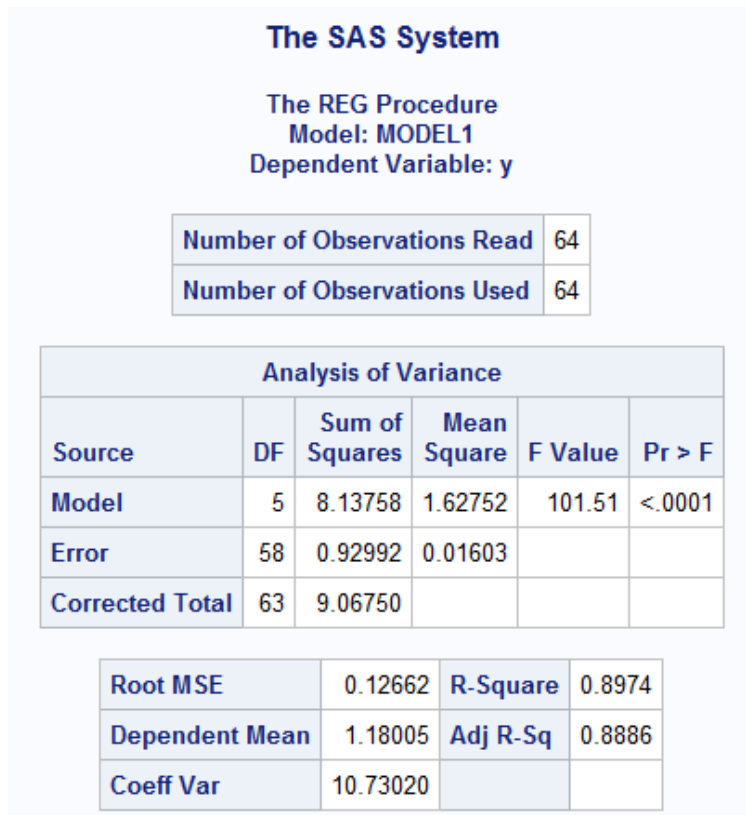 The SAS System
The REG Procedure
Model: MODEL1
Dependent Variable: y
Number of Observations Read 64
Number of Observations Used 64
Analysis of Variance
Source DF Sum of Squares Mean Square F Value Pr > F
Model 5 8.13758 1.62752 101.51 <.0001
Error 58 0.92992 0.01603
Corrected Total 63 9.06750
Root MSE 0.12662 R-Square 0.8974
Dependent Mean 1.18005 Adj R-Sq 0.8886
Coeff Var 10.73020